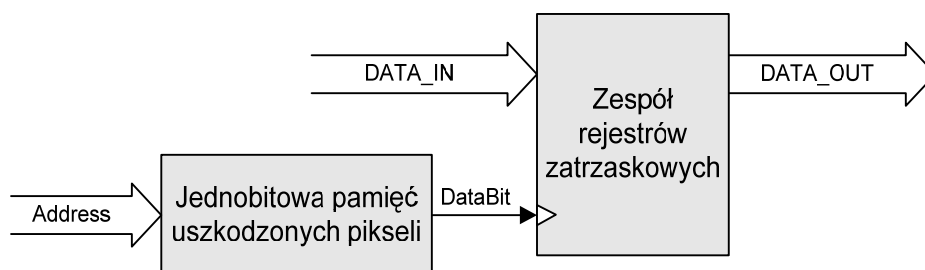 DATA_IN
DATA_OUT
Zespół
rejestrów
zatrzaskowych
Address
Jednobitowa pamięć
uszkodzonych pikseli
DataBit